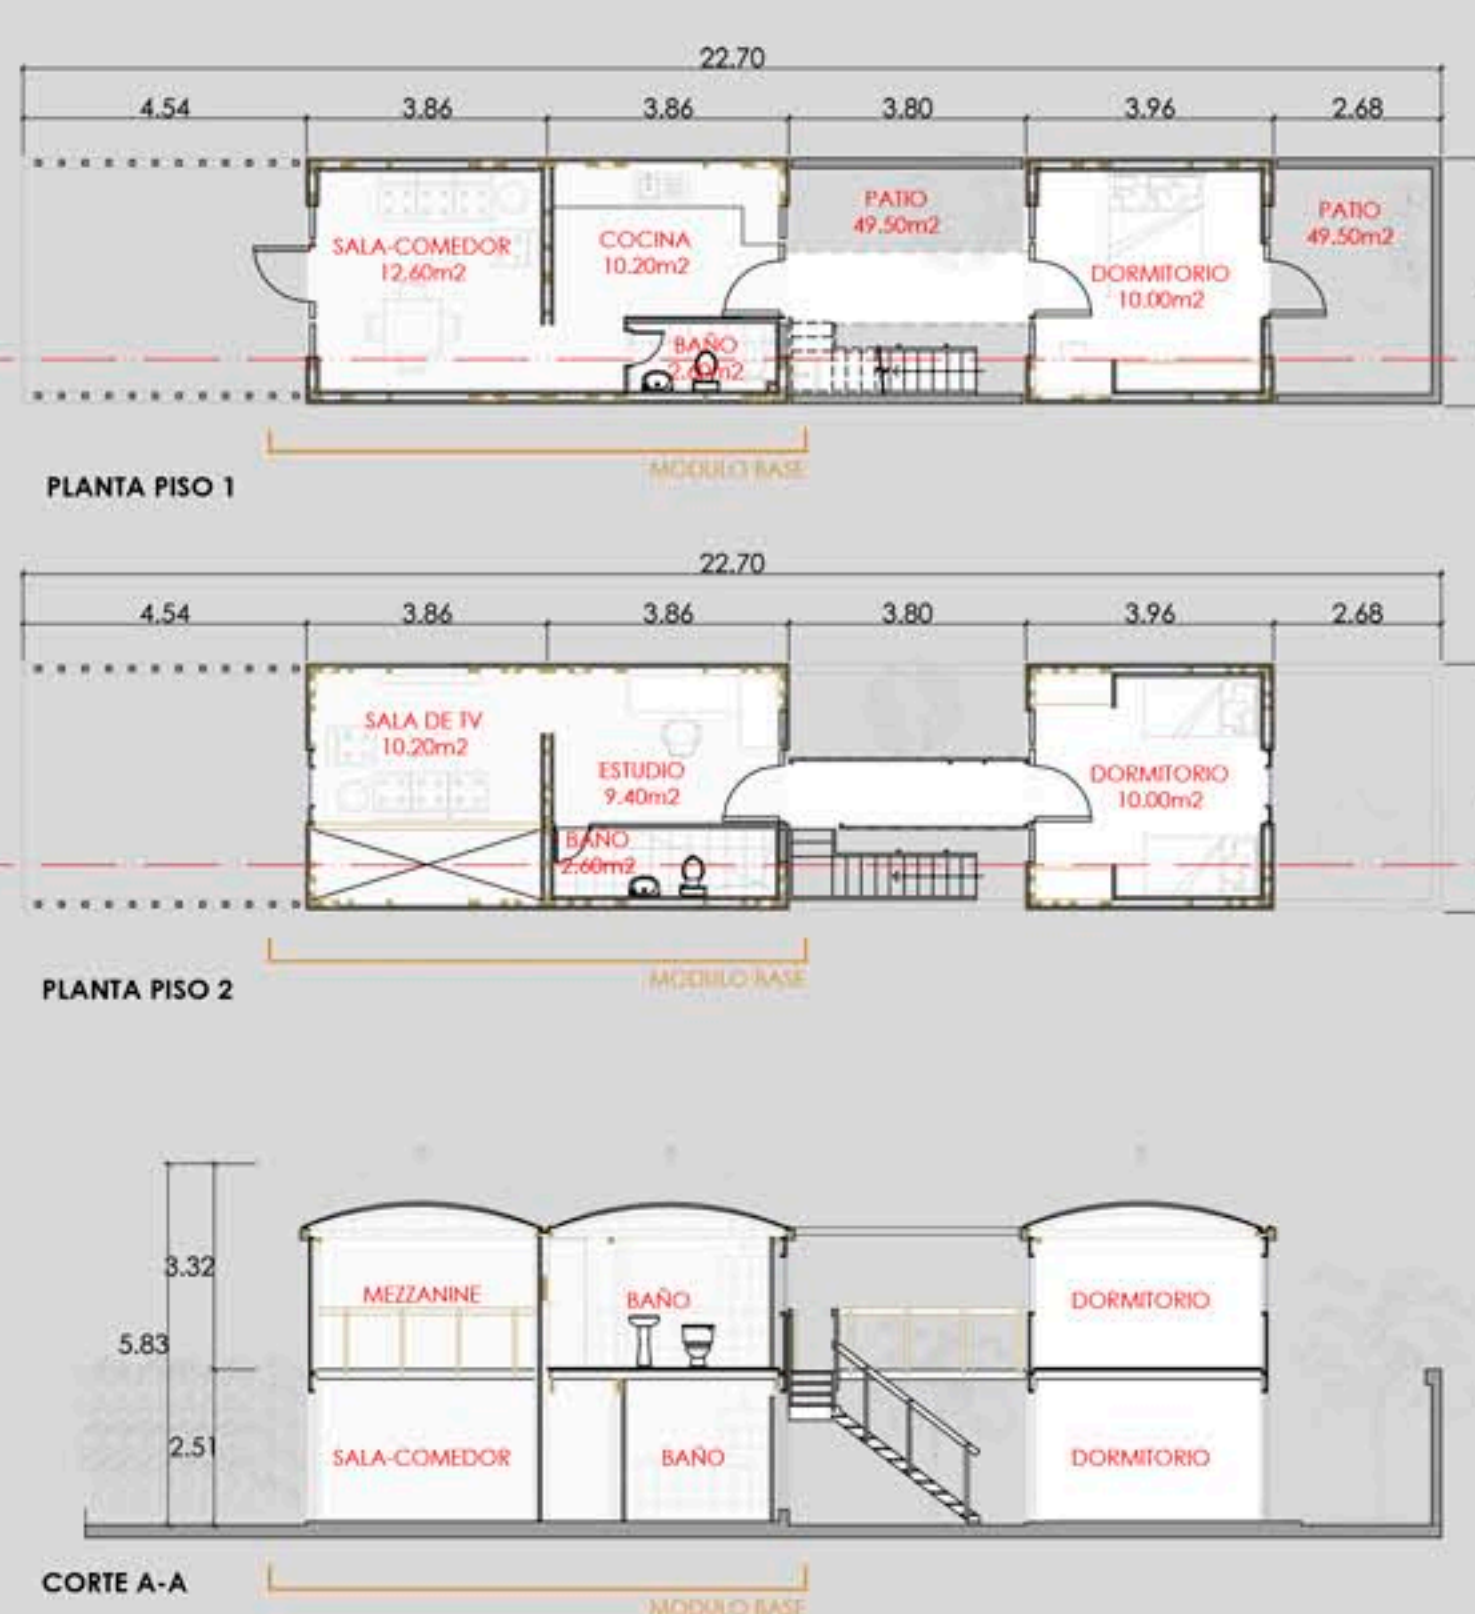 22.70
4.54 3.86 3.86 3.80 3.96 2.68
SALA-COMEDOR
12.60m2
COCINA
10.20m2
PATIO
49.50m2
DORMITORIO
10.00m2
PATIO
49.50m2
BAÑO
2.60m2
MODULO BASE
PLANTA PISO 1
22.70
4.54 3.86 3.86 3.80 3.96 2.68
SALA DE TV
10.20m2
ESTUDIO
9.40m2
DORMITORIO
10.00m2
BAÑO
2.60m2
MODULO BASE
PLANTA PISO 2
3.32
5.83
2.51
MEZZANINE
BAÑO
DORMITORIO
SALA-COMEDOR
BAÑO
DORMITORIO
CORTE A-A
MODULO BASE